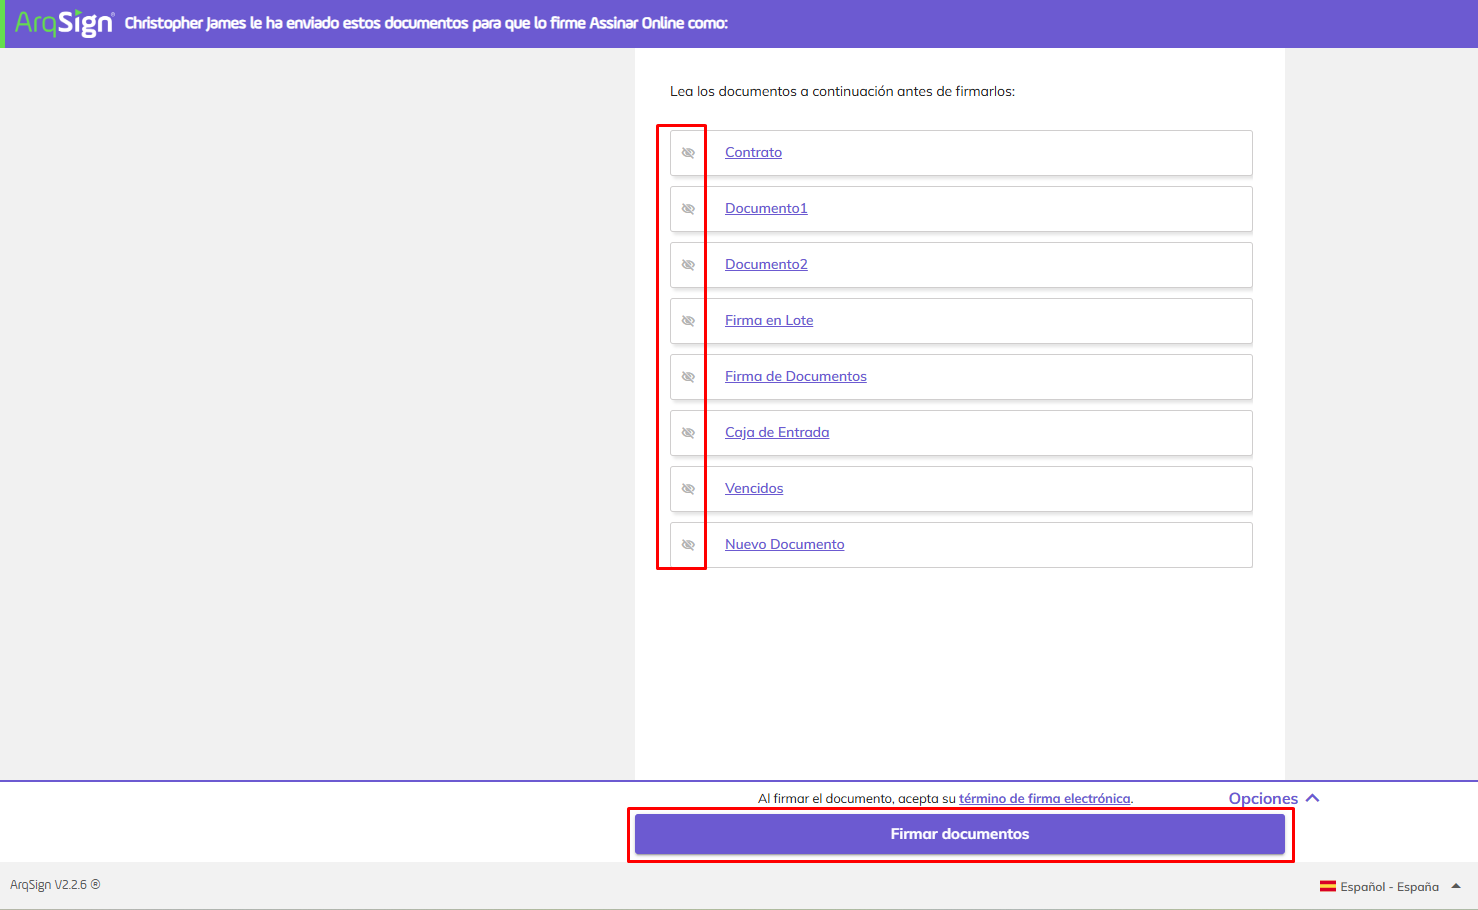 ArqSign® Christopher James le ha enviado estos documentos para que lo firme Assinar Online como:
Lea los documentos a continuación antes de firmarlos:
Contrato
Documento1
Documento2
Firma en Lote
Firma de Documentos
Caja de Entrada
Vencidos
Nuevo Documento
Al firmar el documento, acepta su término de firma electrónica.
Opciones
Firmar documentos
ArqSign V2.2.6 ®
Español - España